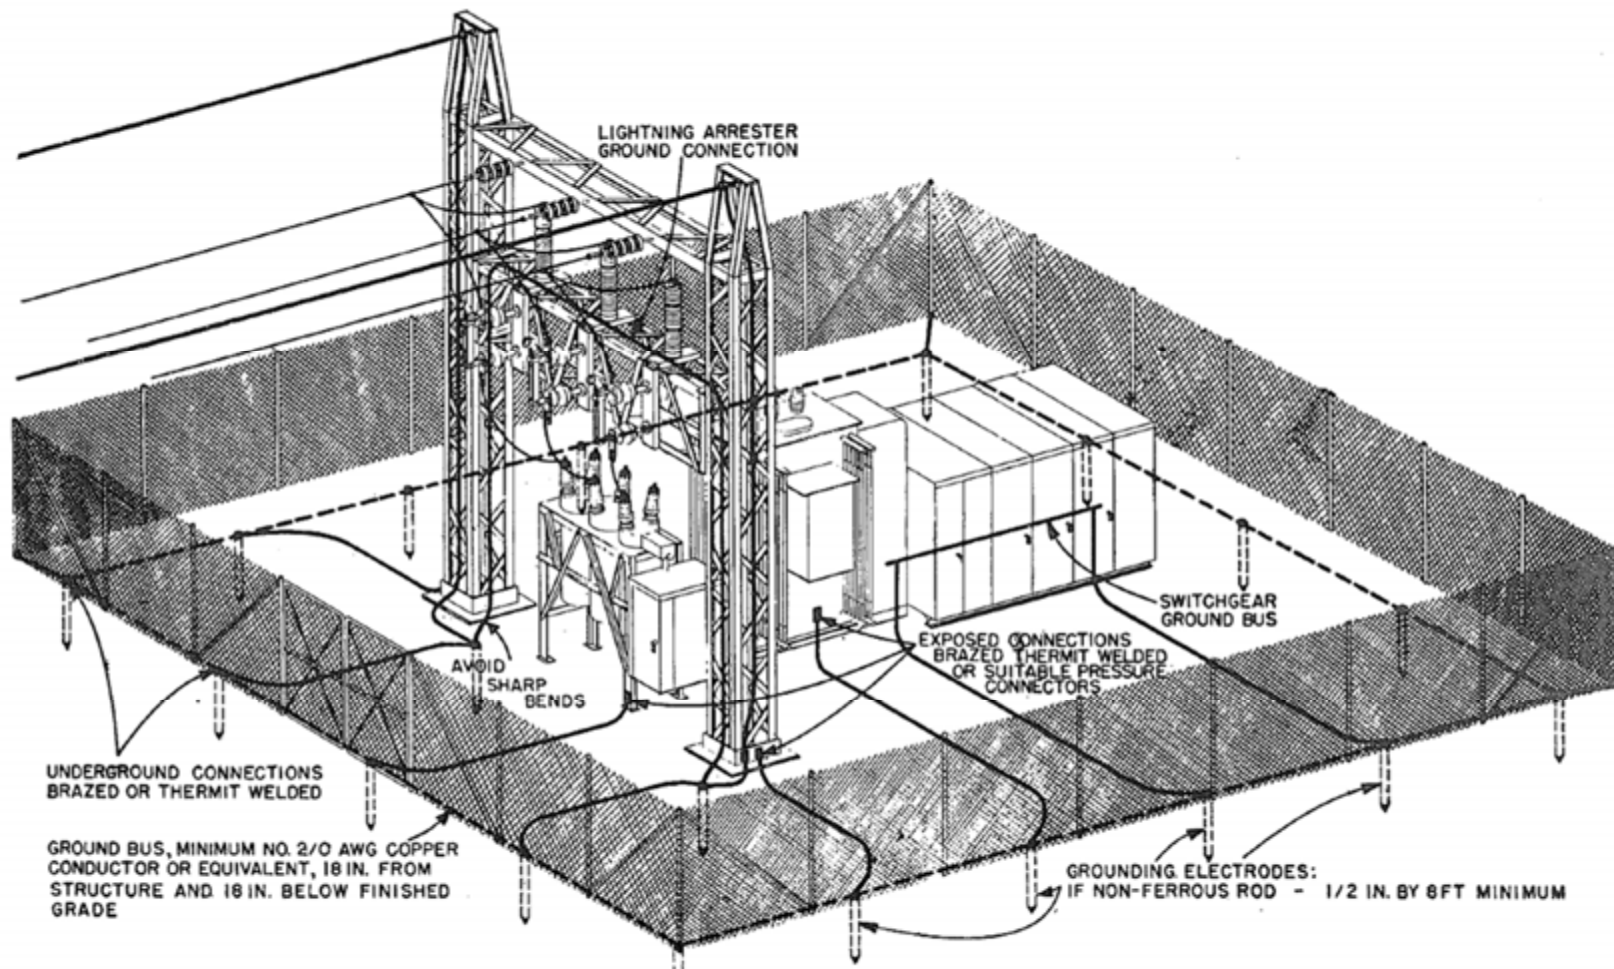 LIGHTNING ARRESTER
GROUND CONNECTION
SWITCHGEAR
GROUND BUS
EXPOSED CONNECTIONS
BRAZED THERMIT WELDED
OR SUITABLE PRESSURE
CONNECTORS
AVOID
SHARP
BENDS
UNDERGROUND CONNECTIONS
BRAZED OR THERMIT WELDED
GROUND BUS, MINIMUM NO. 2/0 AWG COPPER
CONDUCTOR OR EQUIVALENT, 18 IN. FROM
STRUCTURE AND 18 IN. BELOW FINISHED
GRADE
GROUNDING ELECTRODES:
IF NON-FERROUS ROD - 1/2 IN. BY 8FT MINIMUM